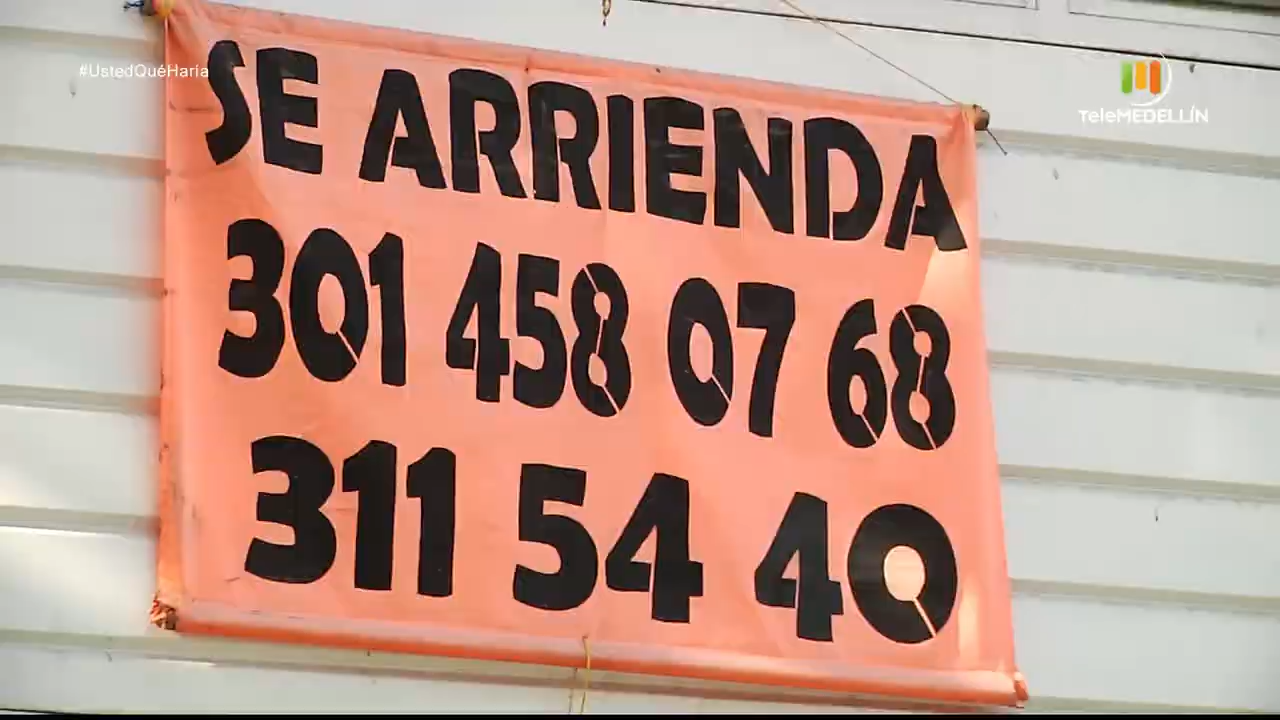 #UstedQuéHaría
TeleMEDELLÍN
SE ARRIENDA
301 458 07 68
311 54 40